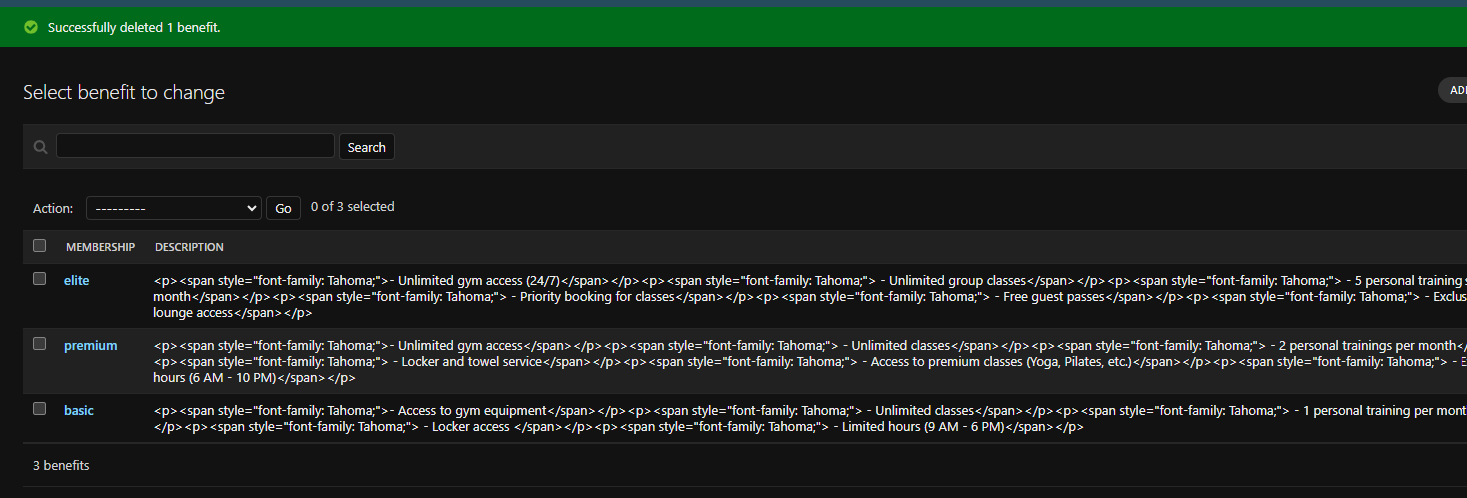 Successfully deleted 1 benefit.
Select benefit to change
AD
Search
Action: --------- Go 0 of 3 selected
MEMBERSHIP DESCRIPTION
elite <p><span style="font-family: Tahoma;">- Unlimited gym access (24/7)</span></p><p><span style="font-family: Tahoma;"> - Unlimited group classes</span></p><p><span style="font-family: Tahoma;"> - 5 personal training s
month</span></p><p><span style="font-family: Tahoma;"> - Priority booking for classes</span></p><p><span style="font-family: Tahoma;"> - Free guest passes</span></p><p><span style="font-family: Tahoma;"> - Exclus
lounge access</span></p>
premium <p><span style="font-family: Tahoma;">- Unlimited gym access</span></p><p><span style="font-family: Tahoma;"> - Unlimited classes</span></p><p><span style="font-family: Tahoma;"> - 2 personal trainings per month</
<p><span style="font-family: Tahoma;"> - Locker and towel service</span></p><p><span style="font-family: Tahoma;"> - Access to premium classes (Yoga, Pilates, etc.)</span></p><p><span style="font-family: Tahoma;"> - E
hours (6 AM - 10 PM)</span></p>
basic <p><span style="font-family: Tahoma;">- Access to gym equipment</span></p><p><span style="font-family: Tahoma;"> - Unlimited classes</span></p><p><span style="font-family: Tahoma;"> - 1 personal training per mont
</p><p><span style="font-family: Tahoma;"> - Locker access </span></p><p><span style="font-family: Tahoma;"> - Limited hours (9 AM - 6 PM)</span></p>
3 benefits